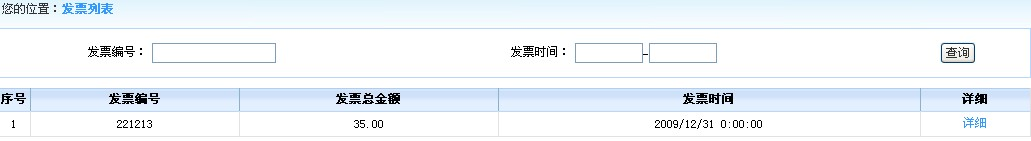 您的位置：发票列表
发票编号： 发票时间： - 查询
序号 发票编号 发票总金额 发票时间 详细
1 221213 35.00 2009/12/31 0:00:00 详细